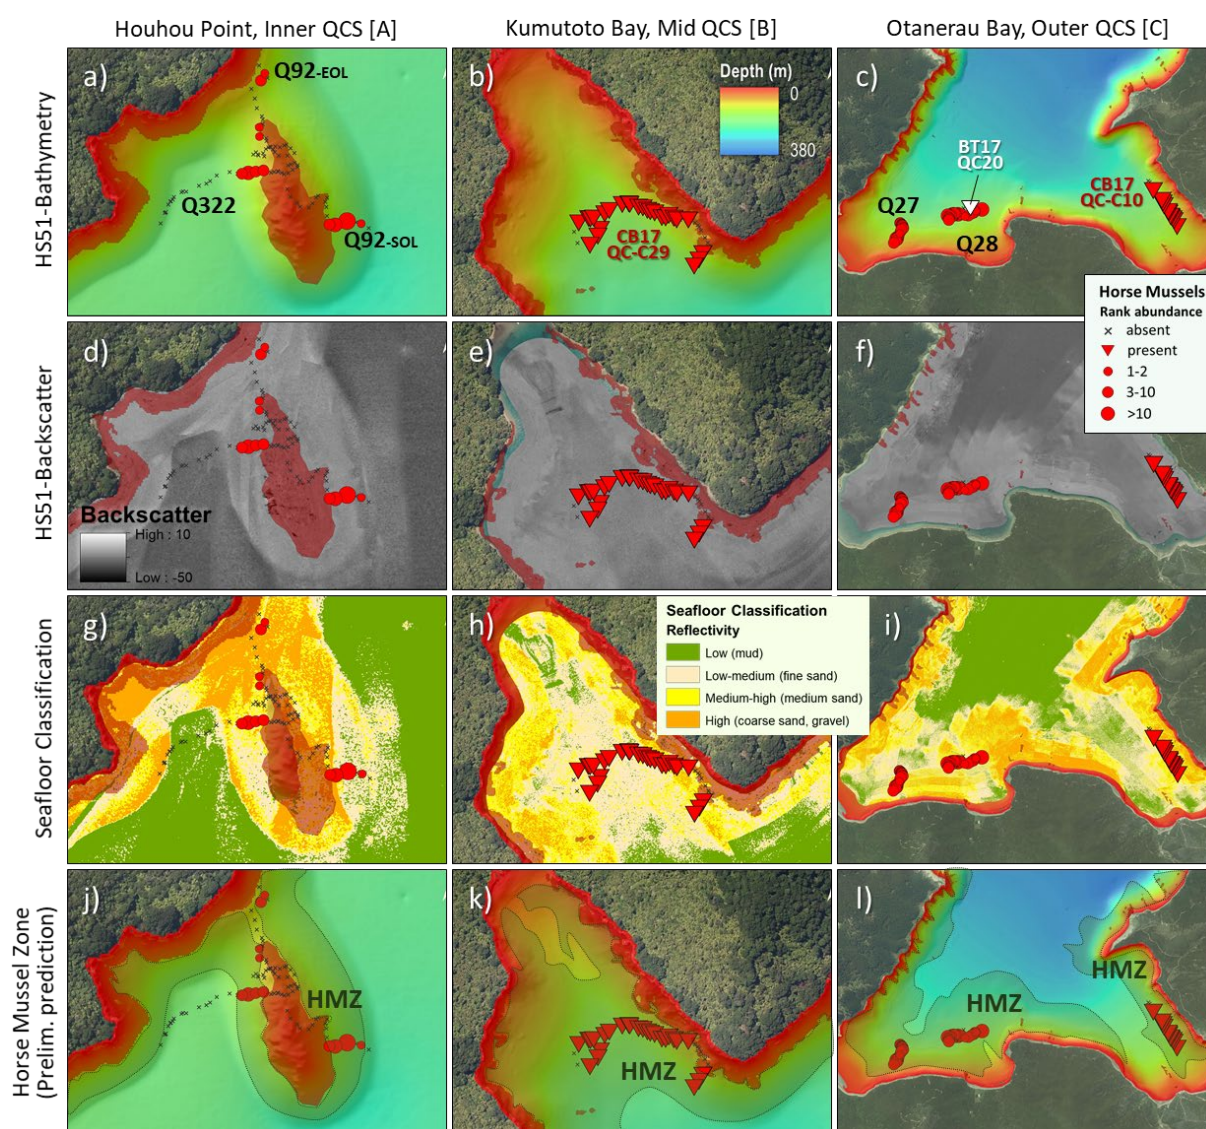 Houhou Point, Inner QCS [A]
Kumutoto Bay, Mid QCS [B]
Otanerau Bay, Outer QCS [C]
HS51-Bathymetry
a)
Q92-EOL
Q322
Q92-SOL
b)
Depth (m)
0
380
CB17
QC-C29
c)
BT17
QC20
CB17
QC-C10
Q27
Q28
Horse Mussels
Rank abundance
absent
present
1-2
3-10
>10
HS51-Backscatter
d)
Backscatter
High : 10
Low : -50
e)
f)
Seafloor Classification
g)
h)
Seafloor Classification
Reflectivity
Low (mud)
Low-medium (fine sand)
Medium-high (medium sand)
High (coarse sand, gravel)
i)
Horse Mussel Zone
(Prelim. prediction)
j)
HMZ
k)
HMZ
l)
HMZ
HMZ